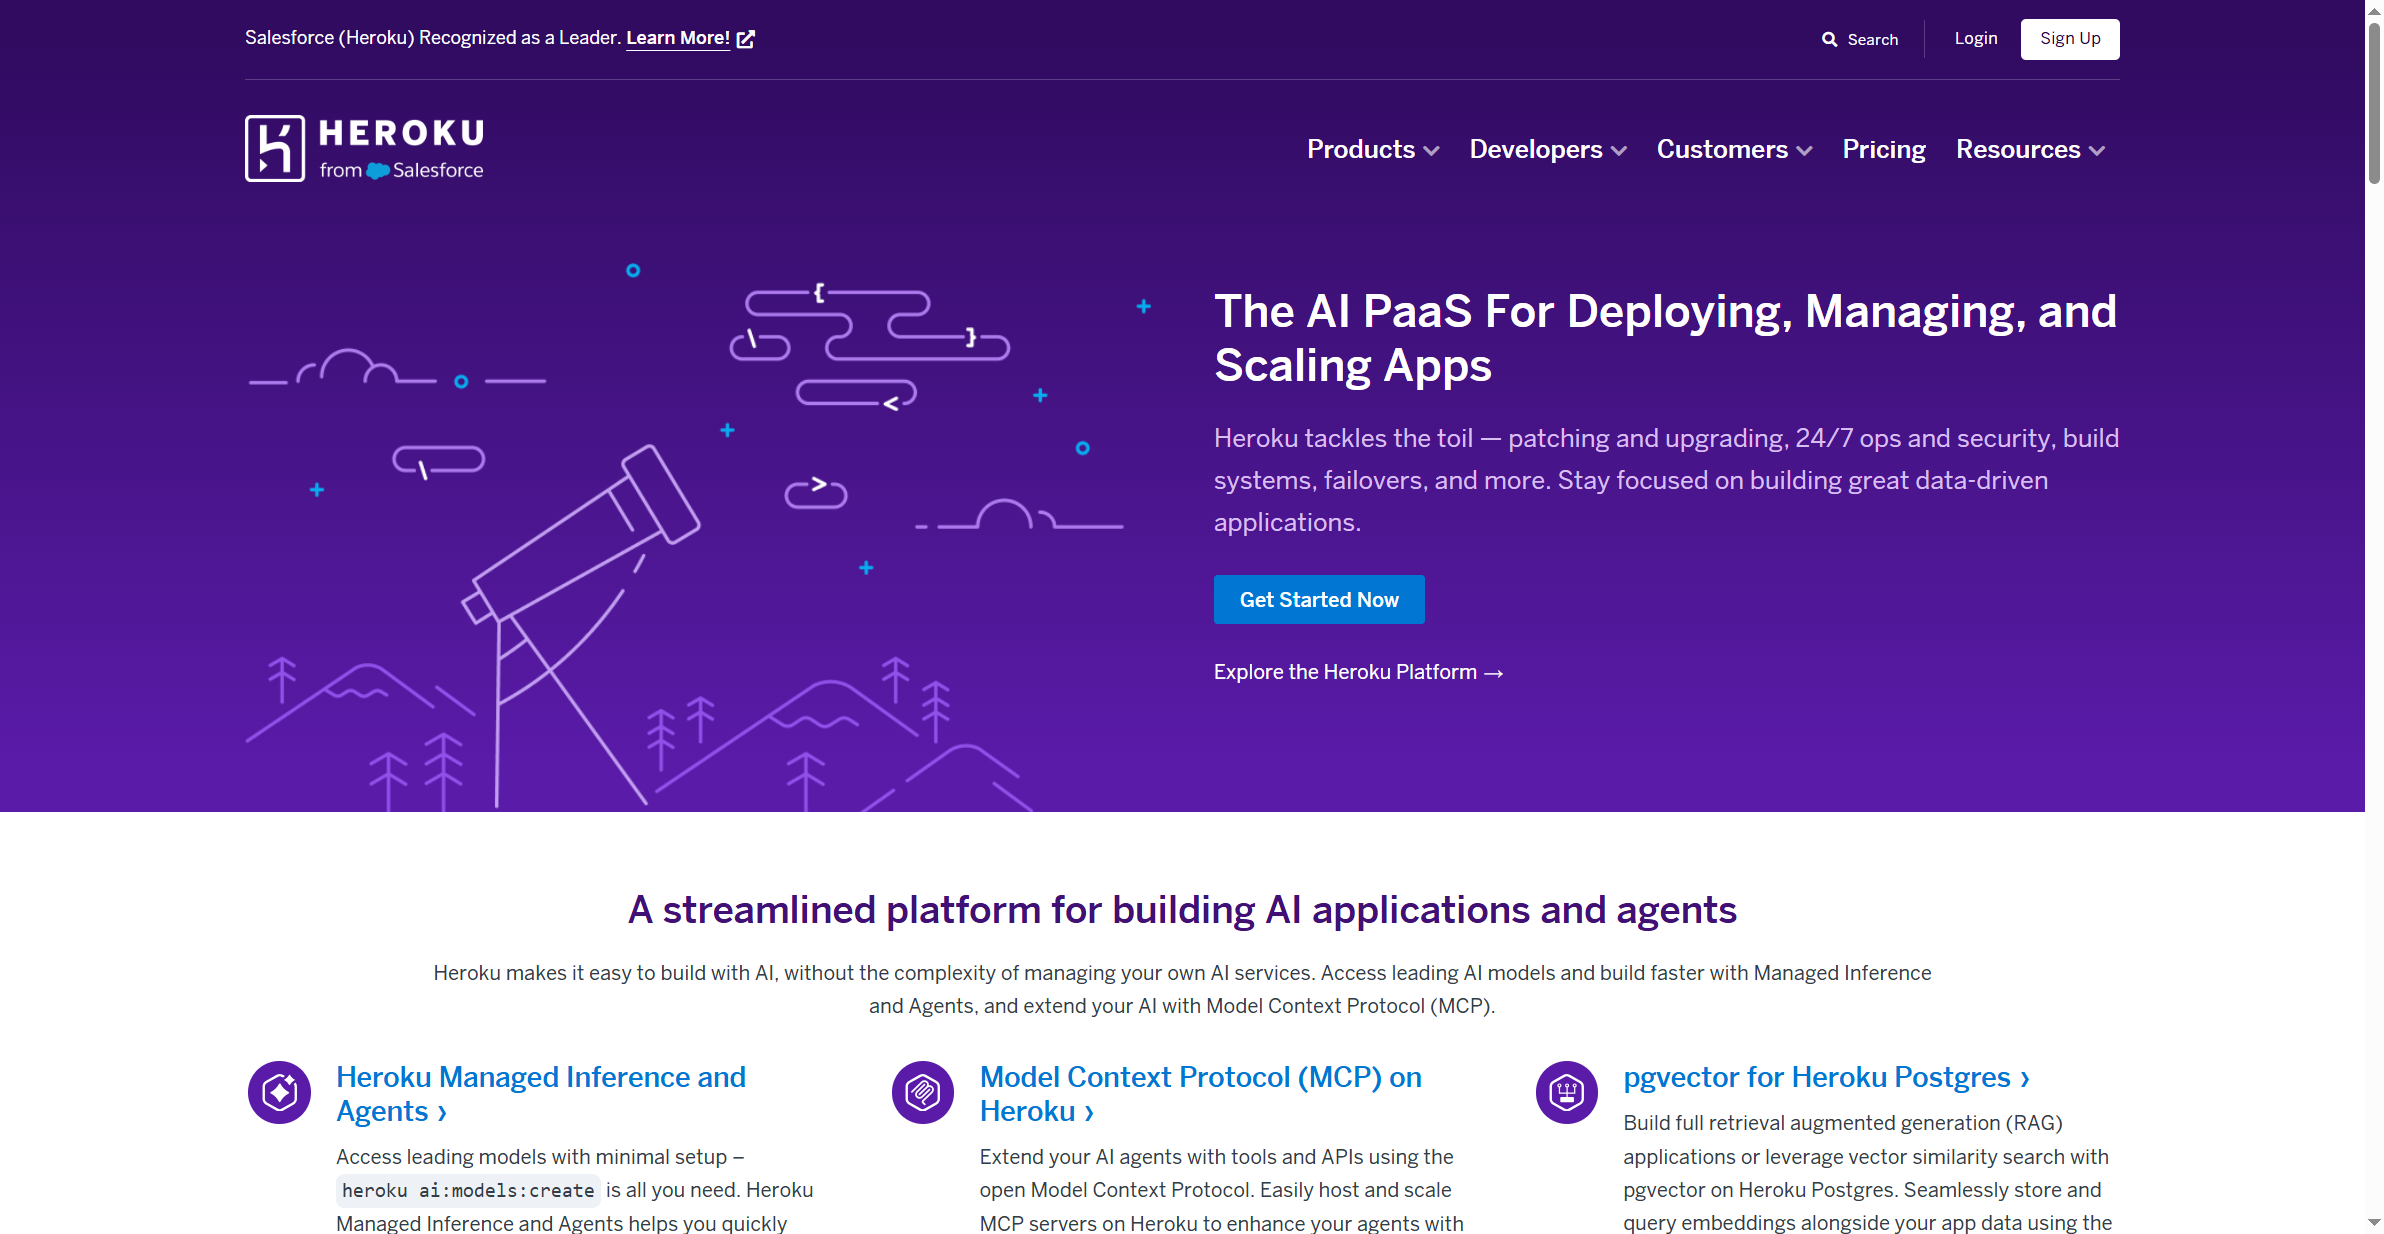 Salesforce (Heroku) Recognized as a Leader. Learn More!
Search
Login
Sign Up
HEROKU
from Salesforce
Products
Developers
Customers
Pricing
Resources
{
\
}
<
\
>
The AI PaaS For Deploying, Managing, and
Scaling Apps
Heroku tackles the toil — patching and upgrading, 24/7 ops and security, build
systems, failovers, and more. Stay focused on building great data-driven
applications.
Get Started Now
Explore the Heroku Platform →
A streamlined platform for building AI applications and agents
Heroku makes it easy to build with AI, without the complexity of managing your own AI services. Access leading AI models and build faster with Managed Inference
and Agents, and extend your AI with Model Context Protocol (MCP).
Heroku Managed Inference and
Agents ›
Access leading models with minimal setup –
heroku ai:models:create is all you need. Heroku
Managed Inference and Agents helps you quickly
Model Context Protocol (MCP) on
Heroku ›
Extend your AI agents with tools and APIs using the
open Model Context Protocol. Easily host and scale
MCP servers on Heroku to enhance your agents with
pgvector for Heroku Postgres ›
Build full retrieval augmented generation (RAG)
applications or leverage vector similarity search with
pgvector on Heroku Postgres. Seamlessly store and
query embeddings alongside your app data using the